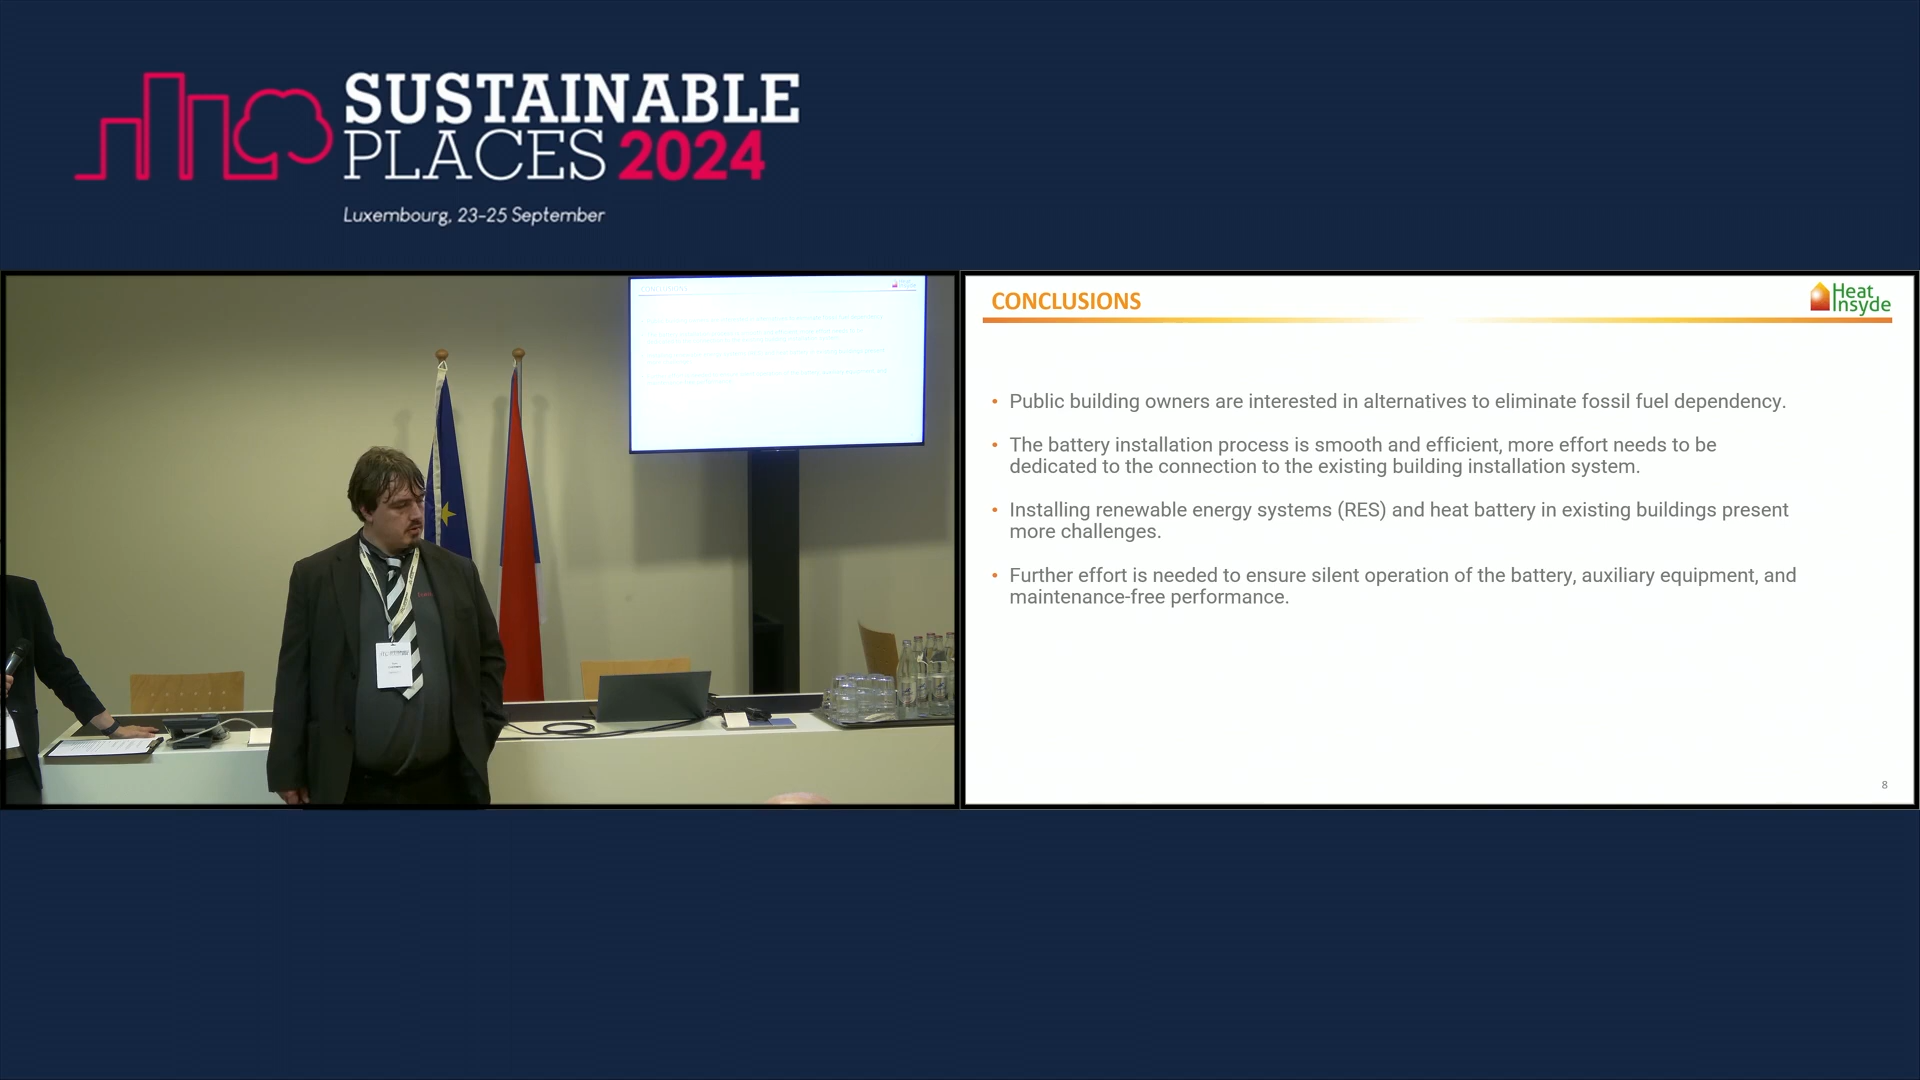 SUSTAINABLE
PLACES 2024
Luxembourg, 23-25 September
CONCLUSIONS
Heat
Insyde
• Public building owners are interested in alternatives to eliminate fossil fuel dependency.
• The battery installation process is smooth and efficient, more effort needs to be
dedicated to the connection to the existing building installation system.
• Installing renewable energy systems (RES) and heat battery in existing buildings present
more challenges.
• Further effort is needed to ensure silent operation of the battery, auxiliary equipment, and
maintenance-free performance.
8